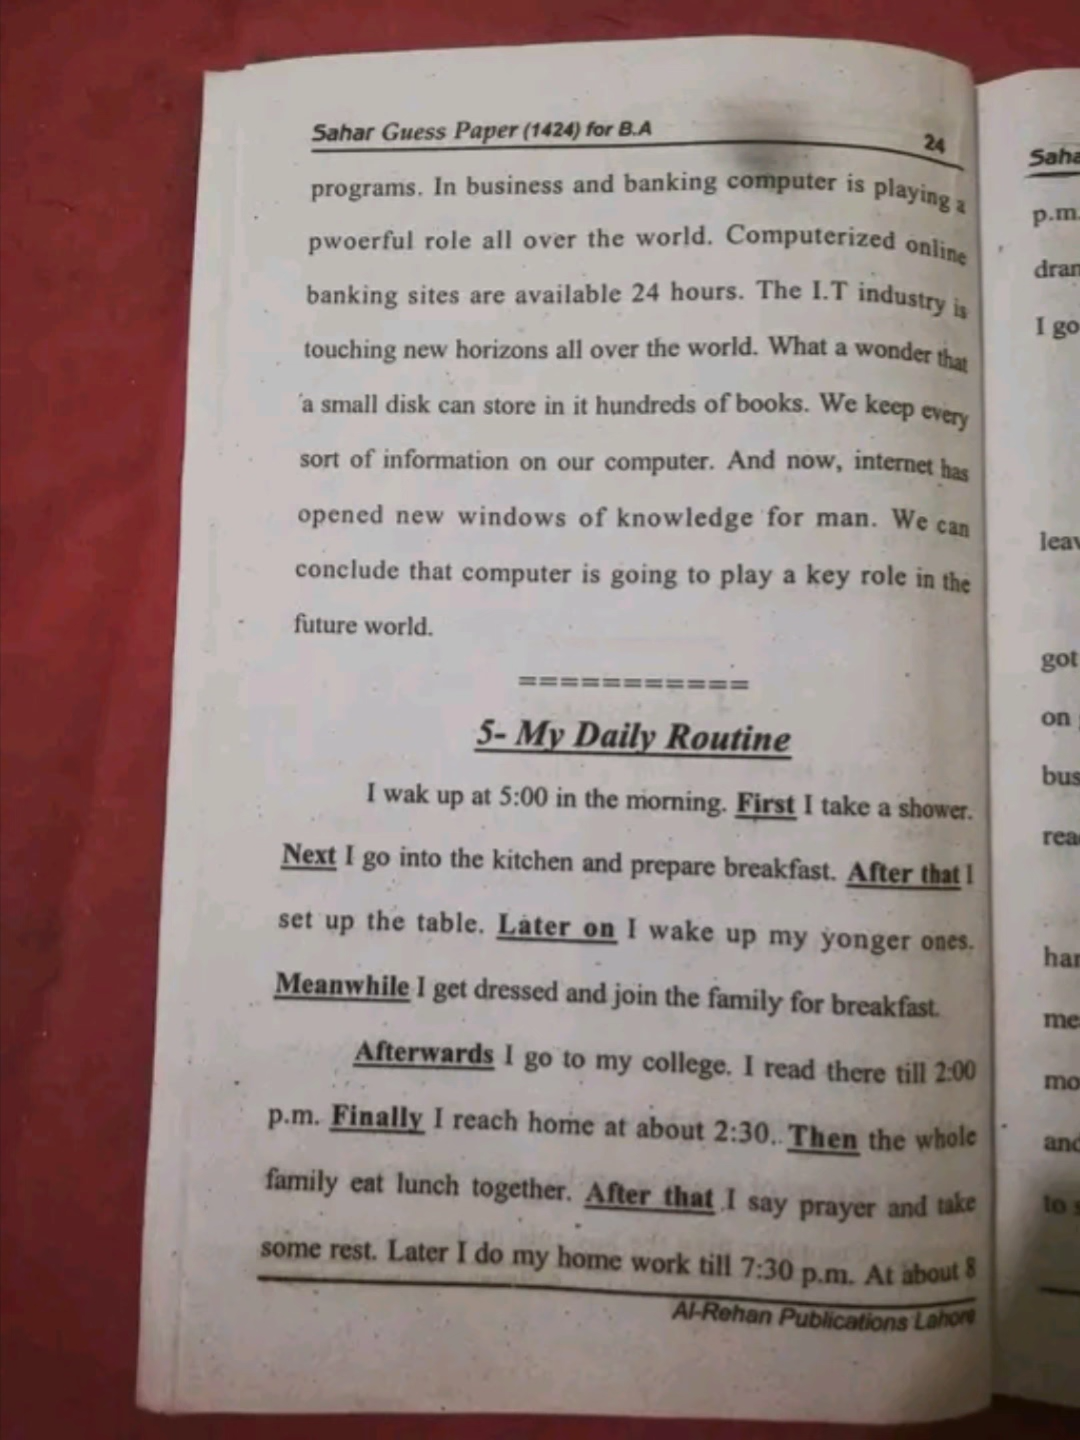 Sahar Guess Paper (1424) for B.A 24
programs. In business and banking computer is playing a
pwoerful role all over the world. Computerized online
banking sites are available 24 hours. The I.T industry is
touching new horizons all over the world. What a wonder that
a small disk can store in it hundreds of books. We keep every
sort of information on our computer. And now, internet has
opened new windows of knowledge for man. We can
conclude that computer is going to play a key role in the
future world.
===========
5- My Daily Routine
I wak up at 5:00 in the morning. First I take a shower.
Next I go into the kitchen and prepare breakfast. After that I
set up the table. Later on I wake up my yonger ones.
Meanwhile I get dressed and join the family for breakfast.
Afterwards I go to my college. I read there till 2:00
p.m. Finally I reach home at about 2:30.. Then the whole
family eat lunch together. After that I say prayer and take
some rest. Later I do my home work till 7:30 p.m. At about 8
Al-Rehan Publications Lahore
p.m.
I go
got
on
me